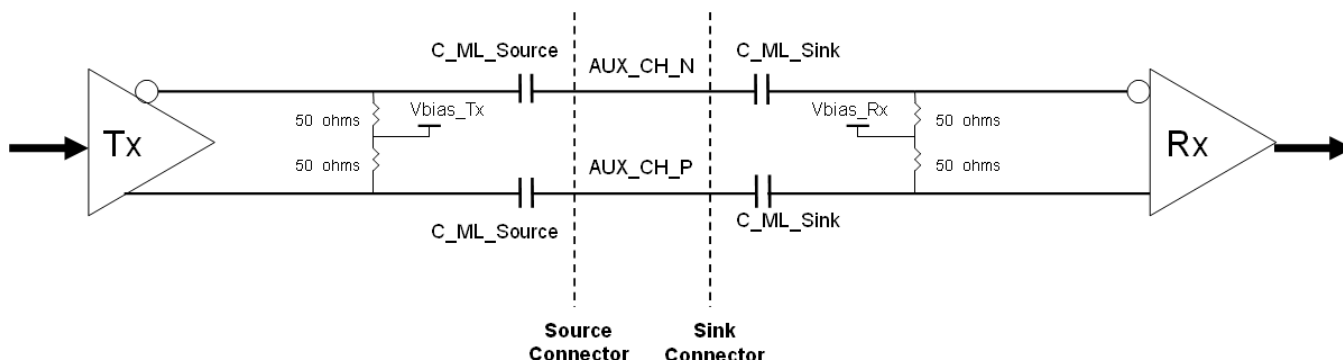 C_ML_Source
C_ML_Sink
AUX_CH_N
Vbias_Tx
Vbias_Rx
50 ohms
50 ohms
Tx
Rx
50 ohms
50 ohms
AUX_CH_P
C_ML_Source
C_ML_Sink
Source
Connector
Sink
Connector